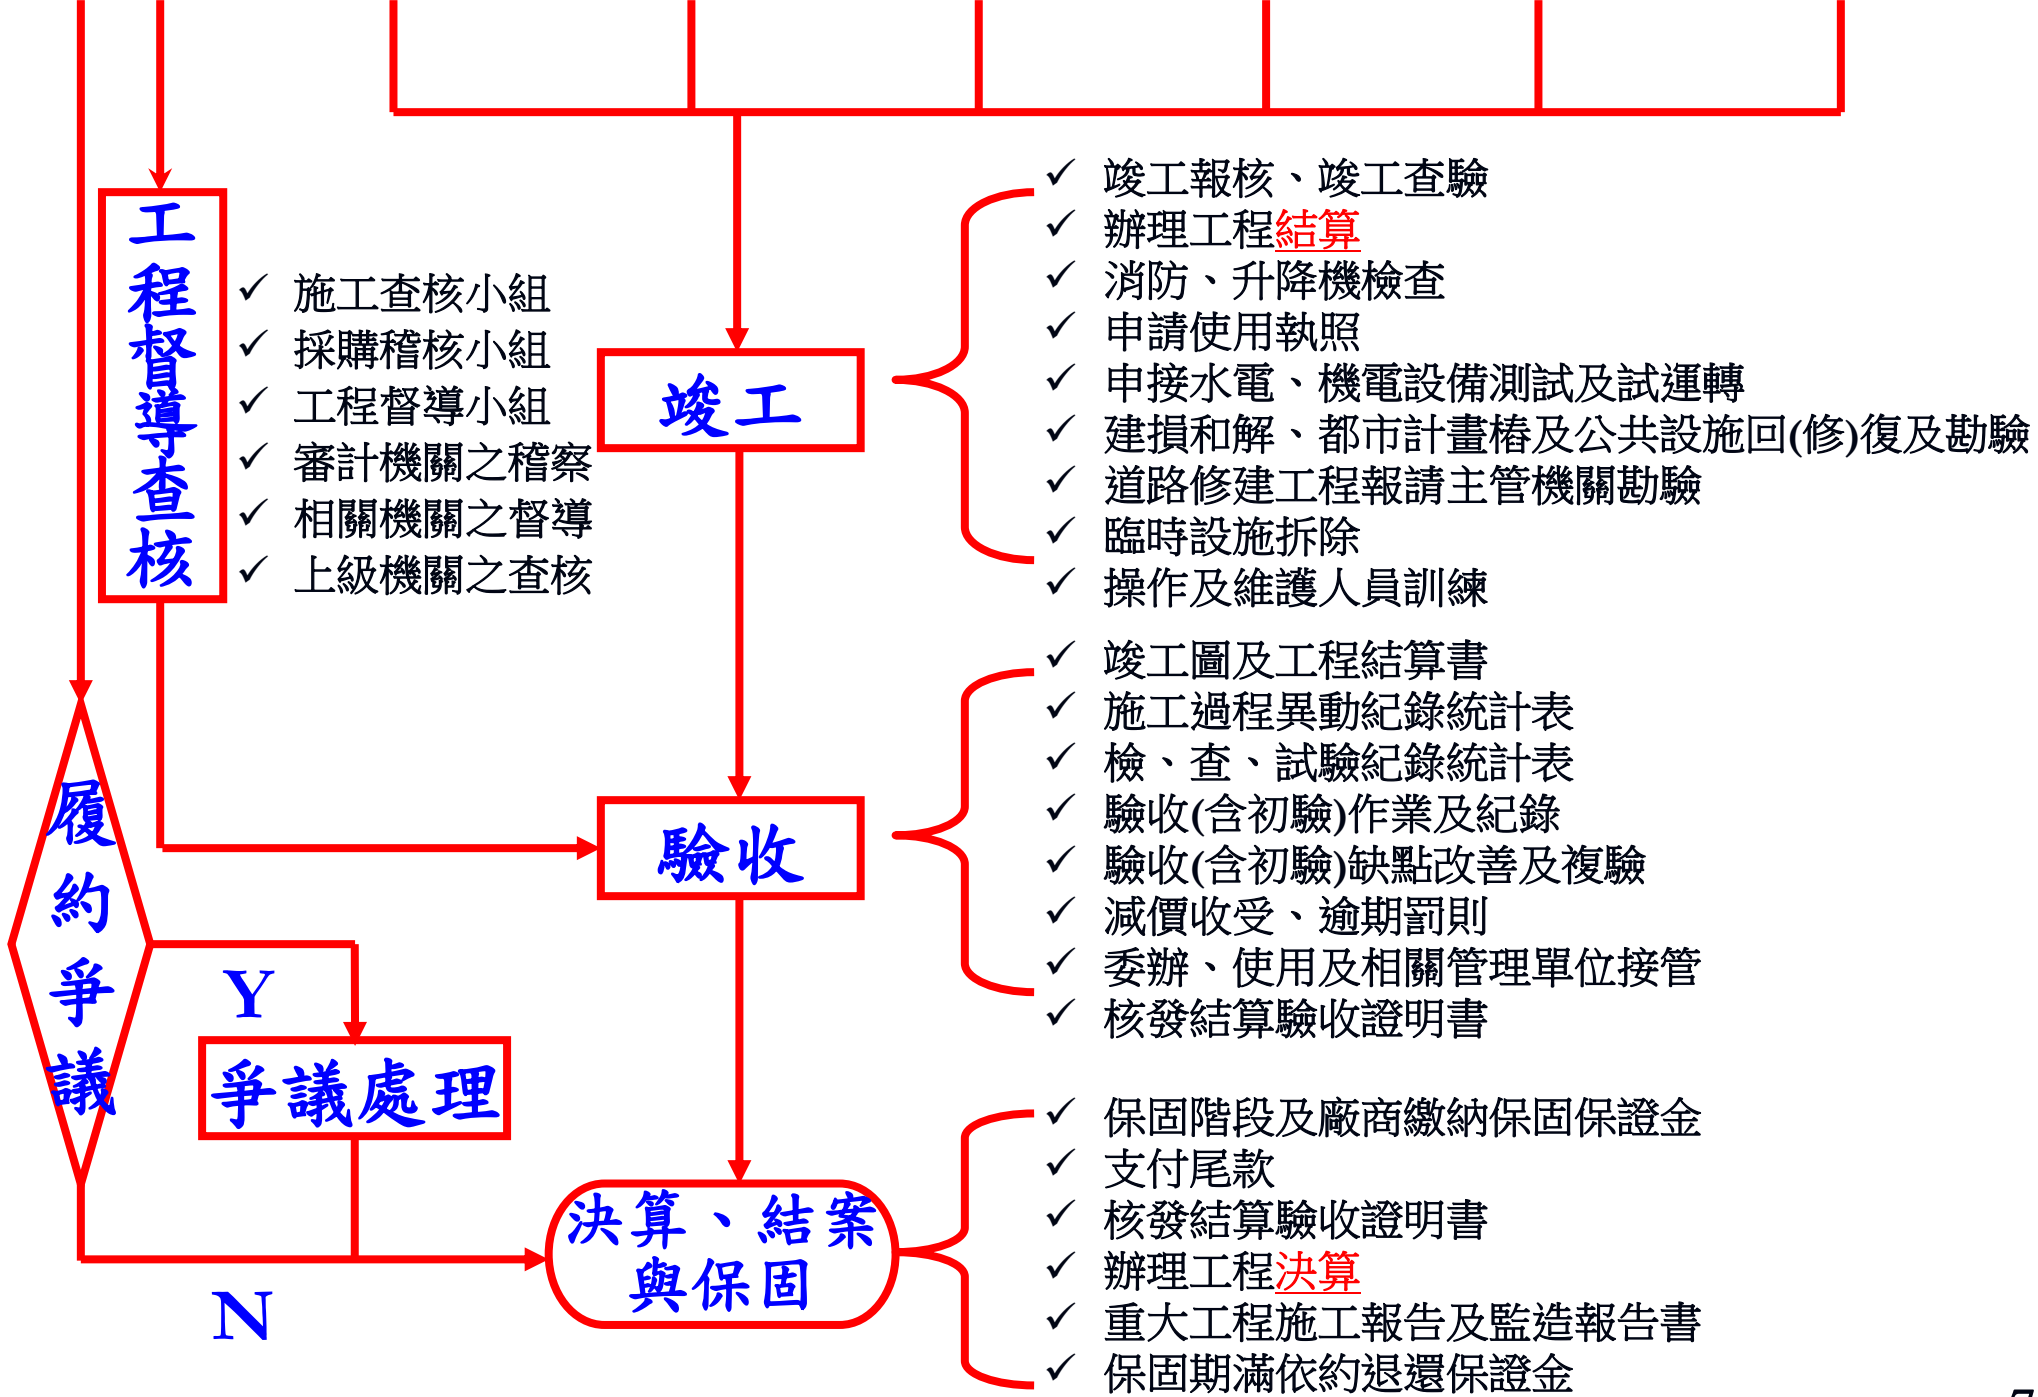 工程督導查核
施工查核小組
採購稽核小組
工程督導小組
審計機關之稽察
相關機關之督導
上級機關之查核
竣工
竣工報核、竣工查驗
辦理工程結算
消防、升降機檢查
申請使用執照
申接水電、機電設備測試及試運轉
建損和解、都市計畫樁及公共設施回(修)復及勘驗
道路修建工程報請主管機關勘驗
臨時設施拆除
操作及維護人員訓練
驗收
竣工圖及工程結算書
施工過程異動紀錄統計表
檢、查、試驗紀錄統計表
驗收(含初驗)作業及紀錄
驗收(含初驗)缺點改善及複驗
減價收受、逾期罰則
委辦、使用及相關管理單位接管
核發結算驗收證明書
履約爭議
Y
爭議處理
N
決算、結案
與保固
保固階段及廠商繳納保固保證金
支付尾款
核發結算驗收證明書
辦理工程決算
重大工程施工報告及監造報告書
保固期滿依約退還保證金